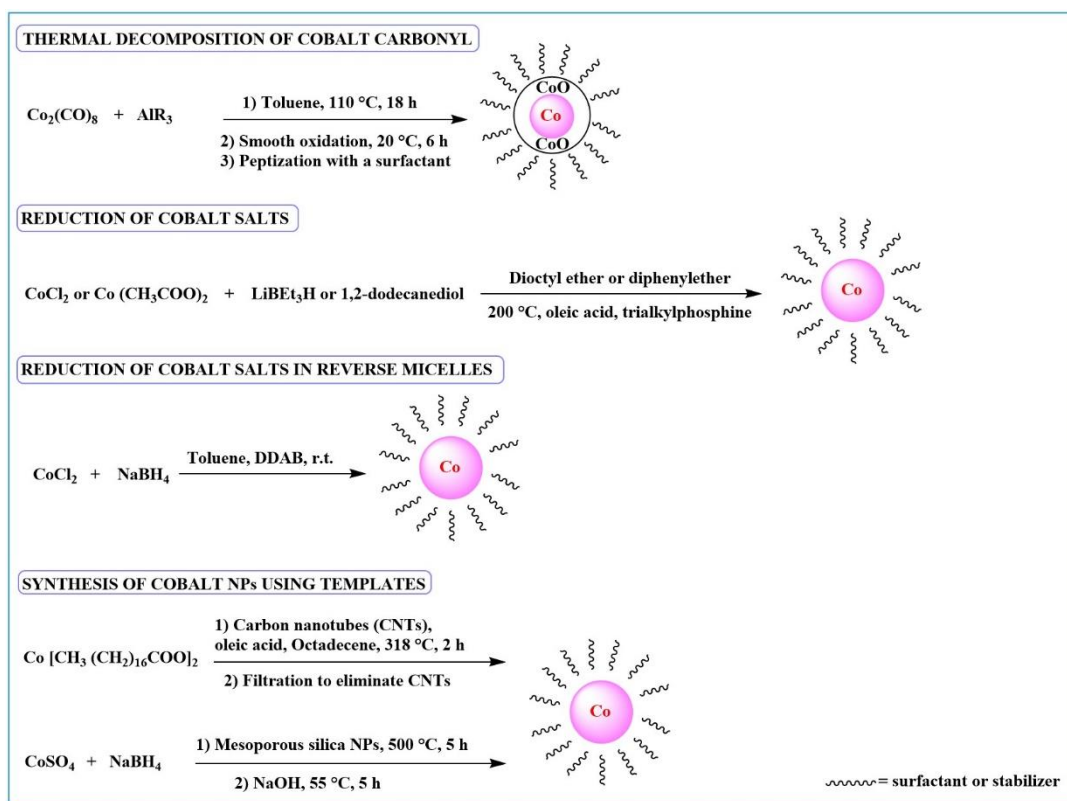 THERMAL DECOMPOSITION OF COBALT CARBONYL
Co₂(CO)₈ + AlR₃
1) Toluene, 110 °C, 18 h
2) Smooth oxidation, 20 °C, 6 h
3) Peptization with a surfactant
CoO
Co
CoO
REDUCTION OF COBALT SALTS
CoCl₂ or Co (CH₃COO)₂ + LiBEt₃H or 1,2-dodecanediol
Dioctyl ether or diphenylether
200 °C, oleic acid, trialkylphosphine
Co
REDUCTION OF COBALT SALTS IN REVERSE MICELLES
CoCl₂ + NaBH₄
Toluene, DDAB, r.t.
Co
SYNTHESIS OF COBALT NPs USING TEMPLATES
Co [CH₃ (CH₂)₁₆COO]₂
1) Carbon nanotubes (CNTs),
oleic acid, Octadecene, 318 °C, 2 h
2) Filtration to eliminate CNTs
CoSO₄ + NaBH₄
1) Mesoporous silica NPs, 500 °C, 5 h
2) NaOH, 55 °C, 5 h
Co
= surfactant or stabilizer